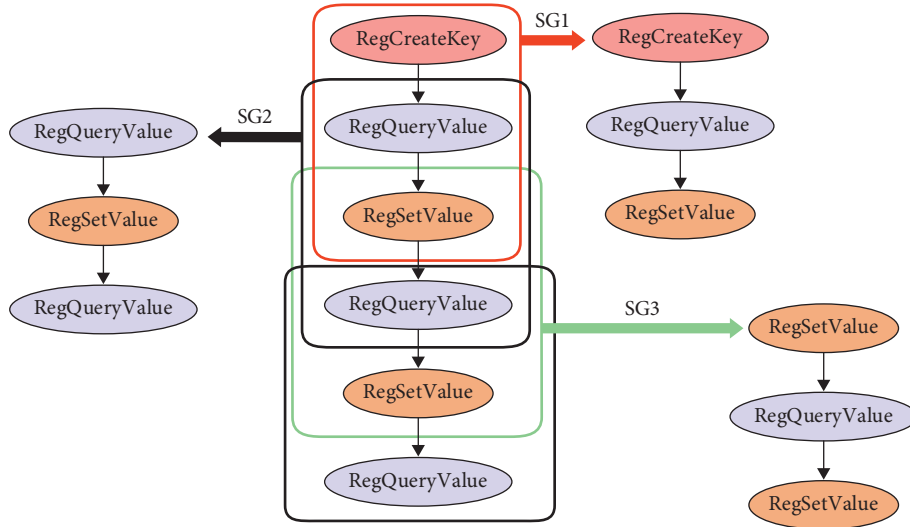 RegCreateKey
SG1
RegCreateKey
RegQueryValue
SG2
RegQueryValue
RegQueryValue
RegSetValue
RegSetValue
RegSetValue
RegQueryValue
RegQueryValue
SG3
RegSetValue
RegSetValue
RegQueryValue
RegQueryValue
RegSetValue